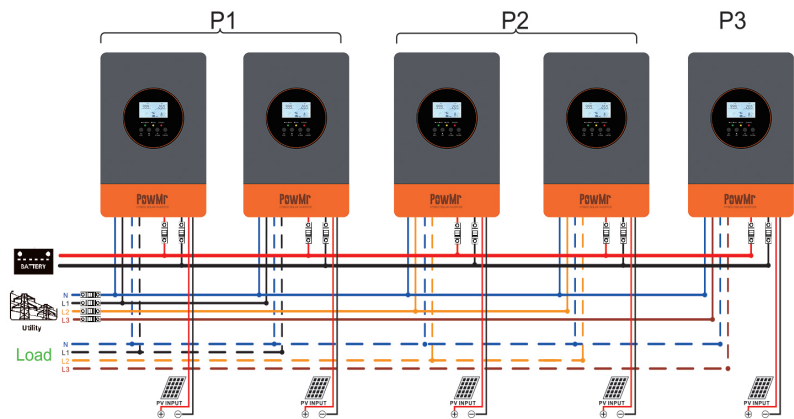 P1 P2 P3
PowMr PowMr PowMr PowMr PowMr
BATTERY
N
L1
L2
L3
Utility
N
Load L1
L2
L3
PV INPUT PV INPUT PV INPUT PV INPUT PV INPUT